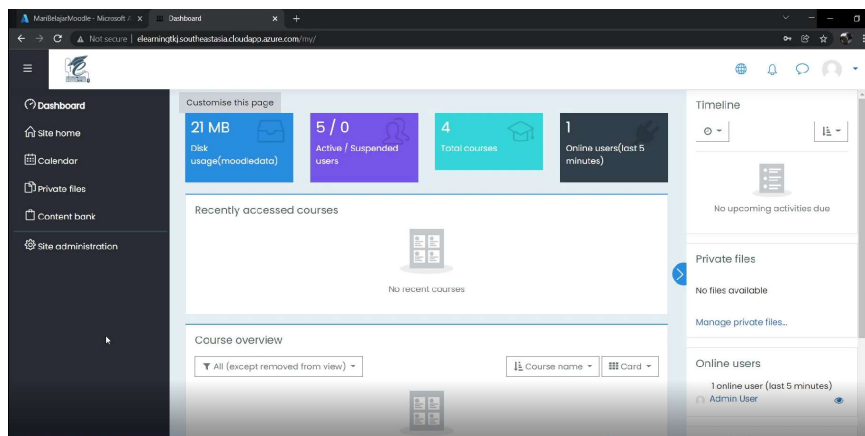 ManBelajarMoodle - Microsoft A
Dashboard
Not secure | elearningtkj.southeastasia.cloudapp.azure.com/my/
Dashboard
Site home
Calendar
Private files
Content bank
Site administration
Customise this page
21 MB
Disk
usage(moodledata)
5 / 0
Active / Suspended
users
4
Total courses
1
Online users(last 5
minutes)
Recently accessed courses
No recent courses
Course overview
All (except removed from view)
Course name
Card
Timeline
No upcoming activities due
Private files
No files available
Manage private files...
Online users
1 online user (last 5 minutes)
Admin User